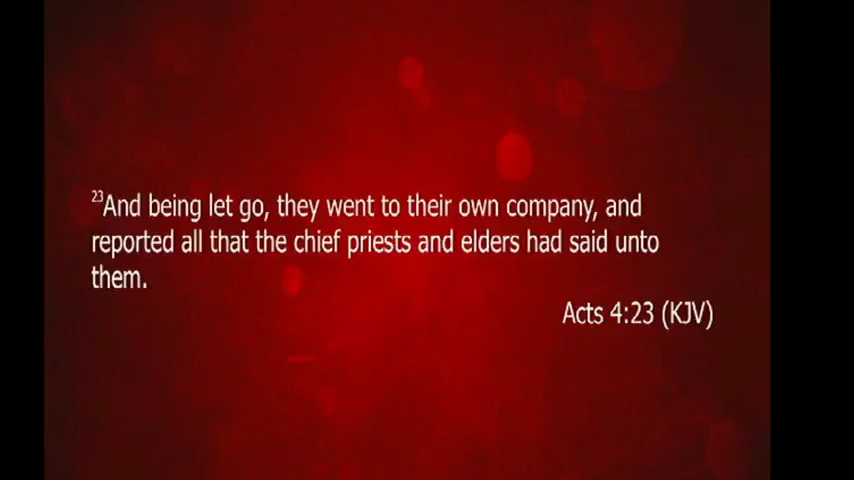 23And being let go, they went to their own company, and
reported all that the chief priests and elders had said unto
them.
Acts 4:23 (KJV)